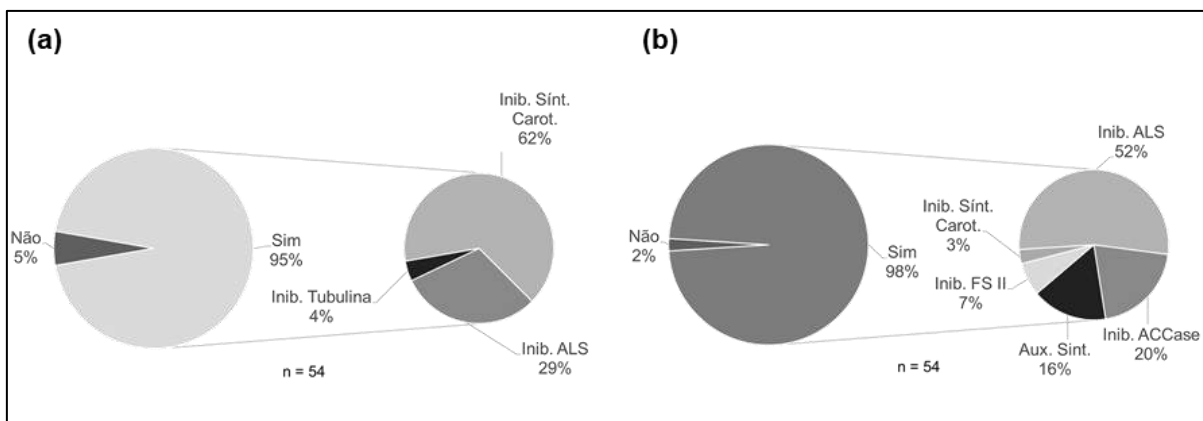 (a)
Inib. Sínt.
Carot.
62%
Não
5%
Sim
95%
Inib. Tubulina
4%
Inib. ALS
29%
n = 54
(b)
Inib. ALS
52%
Inib. Sínt.
Carot.
3%
Não
2%
Sim
98%
Inib. FS II
7%
Inib. ACCase
20%
Aux. Sint.
16%
n = 54